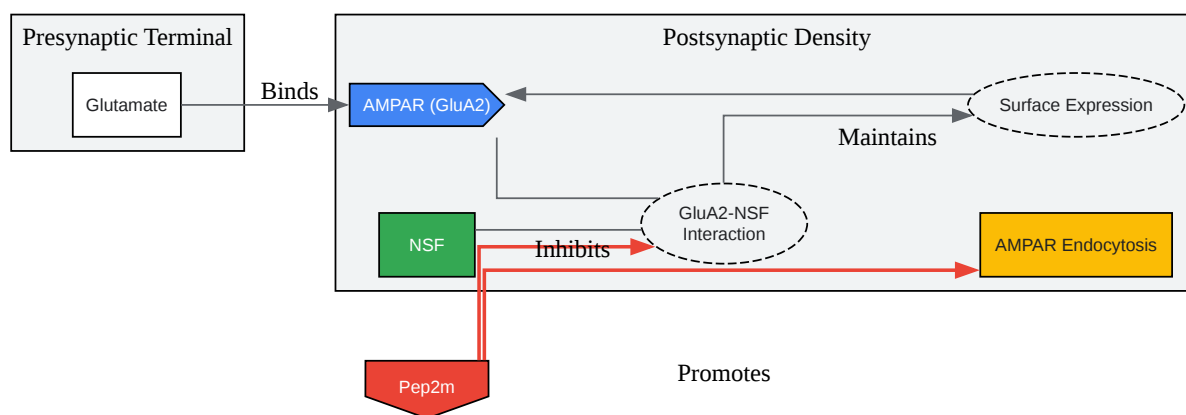 Presynaptic Terminal
Postsynaptic Density
Glutamate
Binds
AMPAR (GluA2)
Surface Expression
Maintains
GluA2-NSF
Interaction
NSF
Inhibits
AMPAR Endocytosis
Pep2m
Promotes